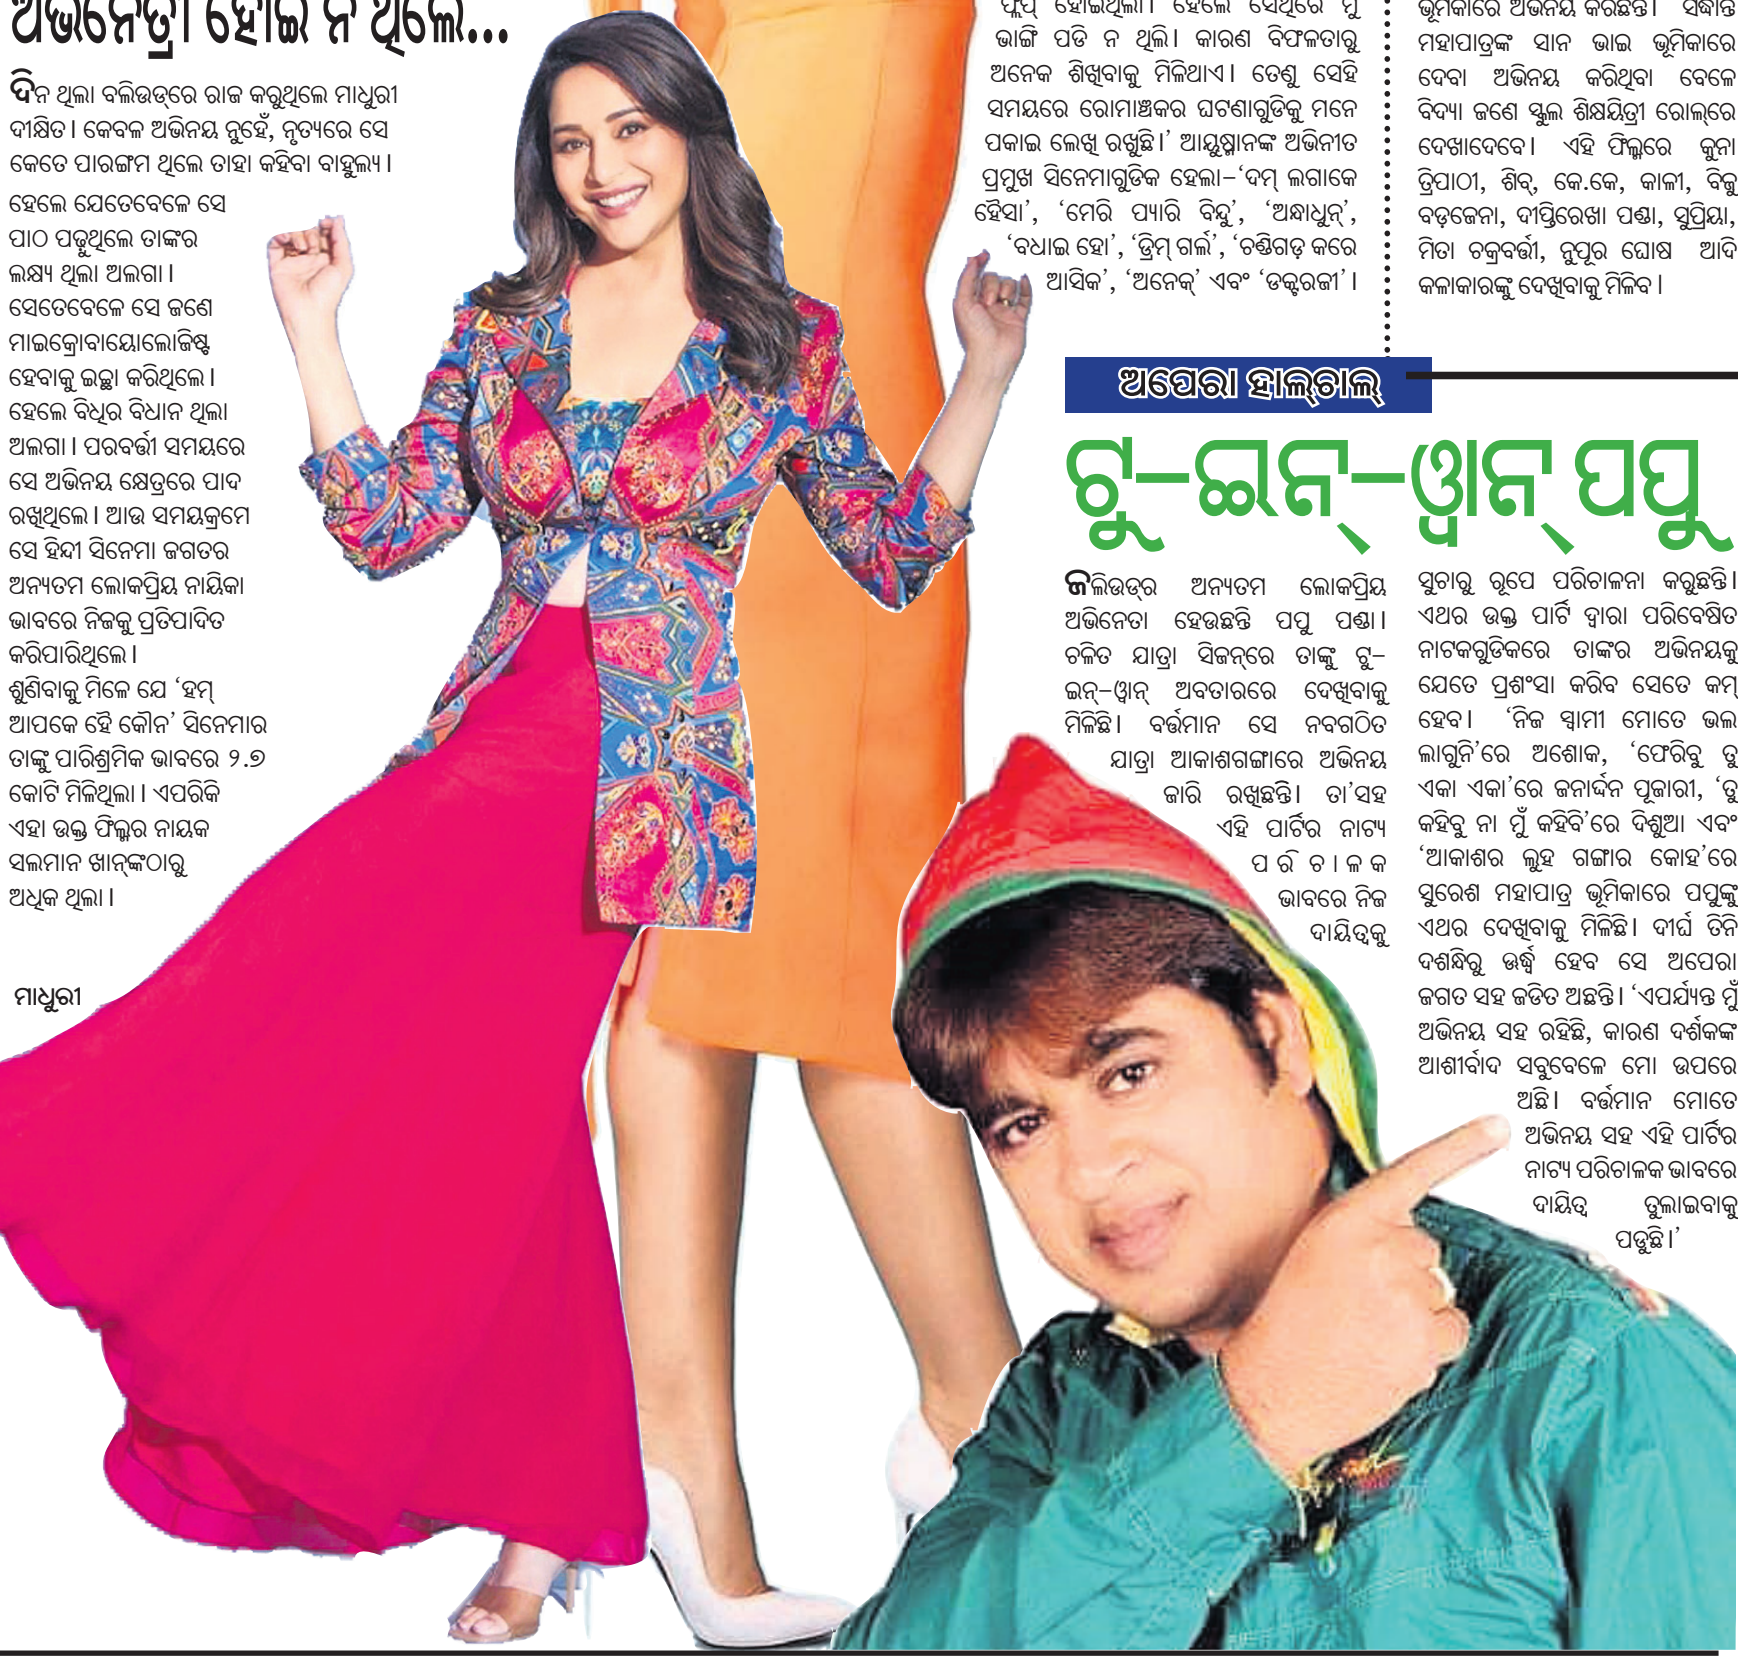 ଅଭିନେତ୍ରୀ ହୋଇ ନ ଥିଲେ...
ଦିନ ଥିଲା ବଲିଉଡ୍‌ରେ ରାଜ କରୁଥିଲେ ମାଧୁରୀ
ଦୀକ୍ଷିତ। କେବଳ ଅଭିନୟ ନୁହେଁ, ନୃତ୍ୟରେ ସେ
କେତେ ପାରଙ୍ଗମ ଥିଲେ ତାହା କହିବା ବାହୁଲ୍ୟ।
ହେଲେ ଯେତେବେଳେ ସେ
ପାଠ ପଢୁଥିଲେ ତାଙ୍କର
ଲକ୍ଷ୍ୟ ଥିଲା ଅଲଗା।
ସେତେବେଳେ ସେ ଜଣେ
ମାଇକ୍ରୋବାୟୋଲୋଜିଷ୍ଟ
ହେବାକୁ ଇଚ୍ଛା କରିଥିଲେ।
ହେଲେ ବିଧିର ବିଧାନ ଥିଲା
ଅଲଗା। ପରବର୍ତ୍ତୀ ସମୟରେ
ସେ ଅଭିନୟ କ୍ଷେତ୍ରରେ ପାଦ
ରଖିଥିଲେ। ଆଉ ସମୟକ୍ରମେ
ସେ ହିନ୍ଦୀ ସିନେମା ଜଗତର
ଅନ୍ୟତମ ଲୋକପ୍ରିୟ ନାୟିକା
ଭାବରେ ନିଜକୁ ପ୍ରତିପାଦିତ
କରିପାରିଥିଲେ।
ଶୁଣିବାକୁ ମିଳେ ଯେ ‘ହମ୍
ଆପକେ ହୈ କୌନ’ ସିନେମାର
ତାଙ୍କୁ ପାରିଶ୍ରମିକ ଭାବରେ ୨.୭
କୋଟି ମିଳିଥିଲା। ଏପରିକି
ଏହା ଉକ୍ତ ଫିଲ୍ମର ନାୟକ
ସଲମାନ ଖାନ୍‌ଙ୍କଠାରୁ
ଅଧିକ ଥିଲା।
ମାଧୁରୀ
ଫ୍ଲପ୍ ହୋଇଥିଲା। ହେଲେ ସେଥିରେ ମୁଁ
ଭାଙ୍ଗି ପଡି ନ ଥିଲି। କାରଣ ବିଫଳତାରୁ
ଅନେକ ଶିଖିବାକୁ ମିଳିଥାଏ। ତେଣୁ ସେହି
ସମୟରେ ରୋମାଞ୍ଚକର ଘଟଣାଗୁଡିକୁ ମନେ
ପକାଇ ଲେଖି ରଖୁଛି।’ ଆୟୁଷ୍ମାନଙ୍କ ଅଭିନୀତ
ପ୍ରମୁଖ ସିନେମାଗୁଡିକ ହେଲା–‘ଦମ୍ ଲଗାକେ
ହୈସା’, ‘ମେରି ପ୍ୟାରି ବିନ୍ଦୁ’, ‘ଅନ୍ଧାଧୁନ୍’,
‘ବଧାଇ ହୋ’, ‘ଡ୍ରିମ୍ ଗର୍ଲ’, ‘ଚଣ୍ଡିଗଡ଼ କରେ
ଆସିକ’, ‘ଅନେକ୍’ ଏବଂ ‘ଡକ୍ଟରଜୀ’।
ଭୂମିକାରେ ଅଭିନୟ କରିଛନ୍ତି। ସିଦ୍ଧାନ୍ତ
ମହାପାତ୍ରଙ୍କ ସାନ ଭାଇ ଭୂମିକାରେ
ଦେବା ଅଭିନୟ କରିଥିବା ବେଳେ
ବିଦ୍ୟା ଜଣେ ସ୍କୁଲ ଶିକ୍ଷୟିତ୍ରୀ ରୋଲ୍‌ରେ
ଦେଖାଦେବେ। ଏହି ଫିଲ୍ମରେ କୁନା
ତ୍ରିପାଠୀ, ଶିବ୍, କେ.କେ, କାଳୀ, ବିକୁ
ବଡ଼ଜେନା, ଦୀପ୍ତିରେଖା ପଣ୍ଡା, ସୁପ୍ରିୟା,
ମିତା ଚକ୍ରବର୍ତ୍ତୀ, ନୁପୂର ଘୋଷ ଆଦି
କଳାକାରଙ୍କୁ ଦେଖିବାକୁ ମିଳିବ।
ଅପେରା ହାଲ୍‌ଚାଲ୍
ଟୁ–ଇନ୍–ଓ୍ଵାନ୍ ପପୁ
ଜଲିଉଡ୍‌ର ଅନ୍ୟତମ ଲୋକପ୍ରିୟ
ଅଭିନେତା ହେଉଛନ୍ତି ପପୁ ପଣ୍ଡା।
ଚଳିତ ଯାତ୍ରା ସିଜନ୍‌ରେ ତାଙ୍କୁ ଟୁ–
ଇନ୍–ଓ୍ଵାନ୍ ଅବତାରରେ ଦେଖିବାକୁ
ମିଳିଛି। ବର୍ତ୍ତମାନ ସେ ନବଗଠିତ
ଯାତ୍ରା ଆକାଶଗଙ୍ଗାରେ ଅଭିନୟ
ଜାରି ରଖିଛନ୍ତି। ତା’ସହ
ଏହି ପାର୍ଟିର ନାଟ୍ୟ
ପରିଚାଳକ
ଭାବରେ ନିଜ
ଦାୟିତ୍ୱକୁ
ସୁଚାରୁ ରୂପେ ପରିଚାଳନା କରୁଛନ୍ତି।
ଏଥର ଉକ୍ତ ପାର୍ଟି ଦ୍ୱାରା ପରିବେଷିତ
ନାଟକଗୁଡିକରେ ତାଙ୍କର ଅଭିନୟକୁ
ଯେତେ ପ୍ରଶଂସା କରିବ ସେତେ କମ୍
ହେବ। ‘ନିଜ ସ୍ୱାମୀ ମୋତେ ଭଲ
ଲାଗୁନି’ରେ ଅଶୋକ, ‘ଫେରିବୁ ତୁ
ଏକା ଏକା’ରେ ଜନାର୍ଦ୍ଦନ ପୂଜାରୀ, ‘ତୁ
କହିବୁ ନା ମୁଁ କହିବି’ରେ ଦିଶୁଆ ଏବଂ
‘ଆକାଶର ଲୁହ ଗଙ୍ଗାର କୋହ’ରେ
ସୁରେଶ ମହାପାତ୍ର ଭୂମିକାରେ ପପୁଙ୍କୁ
ଏଥର ଦେଖିବାକୁ ମିଳିଛି। ଦୀର୍ଘ ତିନି
ଦଶନ୍ଧିରୁ ଊର୍ଦ୍ଧ୍ୱ ହେବ ସେ ଅପେରା
ଜଗତ ସହ ଜଡିତ ଅଛନ୍ତି। ‘ଏପର୍ଯ୍ୟନ୍ତ ମୁଁ
ଅଭିନୟ ସହ ରହିଛି, କାରଣ ଦର୍ଶକଙ୍କ
ଆଶୀର୍ବାଦ ସବୁବେଳେ ମୋ ଉପରେ
ଅଛି। ବର୍ତ୍ତମାନ ମୋତେ
ଅଭିନୟ ସହ ଏହି ପାର୍ଟିର
ନାଟ୍ୟ ପରିଚାଳକ ଭାବରେ
ଦାୟିତ୍ୱ ତୁଲାଇବାକୁ
ପଡୁଛି।’